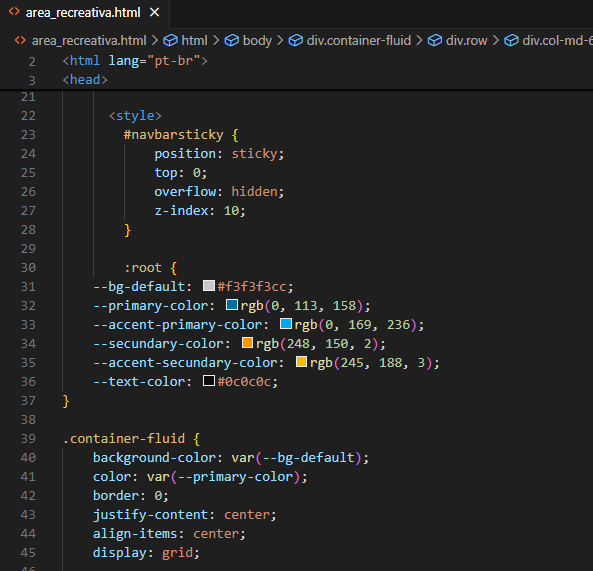 area_recreativa.html
area_recreativa.html > html > body > div.container-fluid > div.row > div.col-md-6
2 <html lang="pt-br">
3 <head>
21
22 <style>
23 #navbarsticky {
24 position: sticky;
25 top: 0;
26 overflow: hidden;
27 z-index: 10;
28 }
29
30 :root {
31 --bg-default: #f3f3f3cc;
32 --primary-color: rgb(0, 113, 158);
33 --accent-primary-color: rgb(0, 169, 236);
34 --secundary-color: rgb(248, 150, 2);
35 --accent-secundary-color: rgb(245, 188, 3);
36 --text-color: #0c0c0c;
37 }
38
39 .container-fluid {
40 background-color: var(--bg-default);
41 color: var(--primary-color);
42 border: 0;
43 justify-content: center;
44 align-items: center;
45 display: grid;